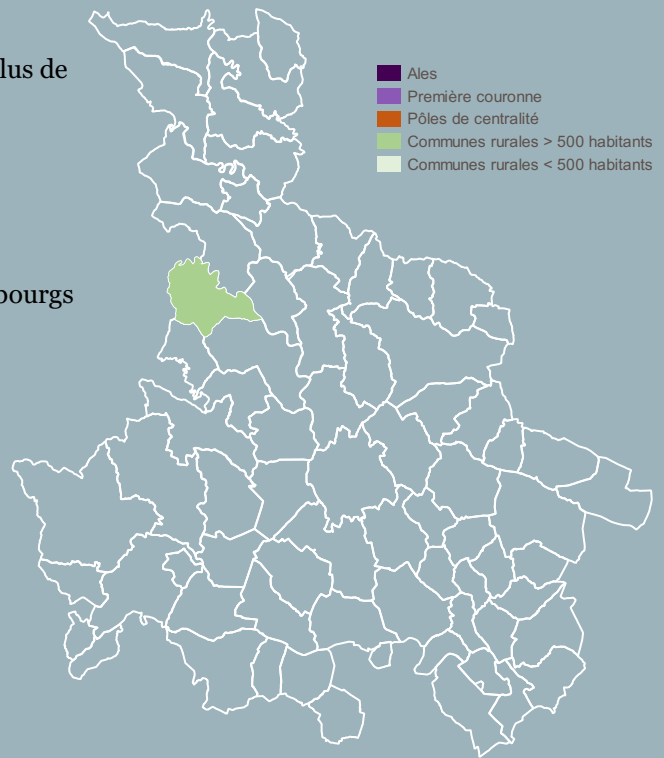 lus de
bourgs
Ales
Première couronne
Pôles de centralité
Communes rurales > 500 habitants
Communes rurales < 500 habitants